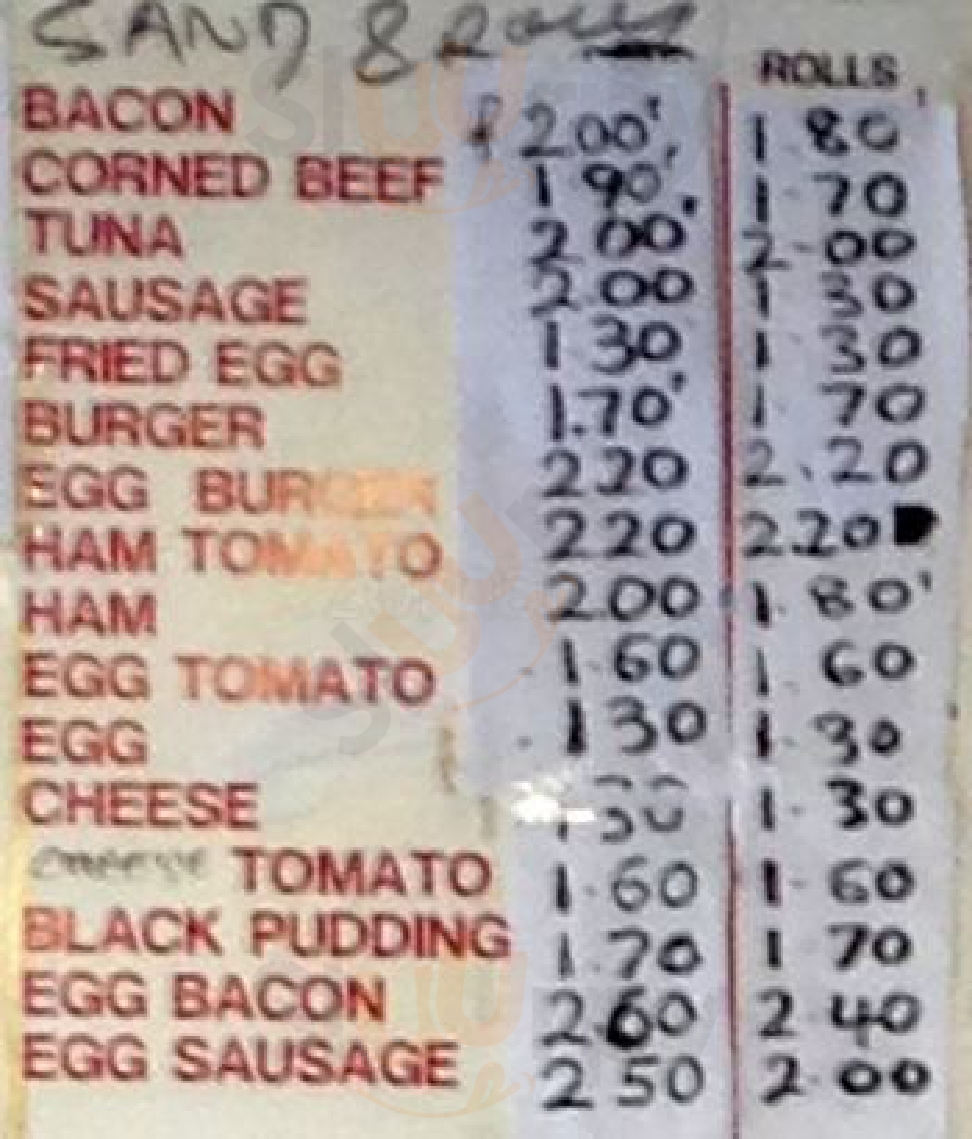 SAND & Rolls
ROLLS
BACON £2.00 1.80
CORNED BEEF 1 90 1 70
TUNA 2 00 2 00
SAUSAGE 2 00 1 30
FRIED EGG 1 30 1 30
BURGER 1.70 1 70
EGG BURGER 2 20 2.20
HAM TOMATO 2 20 2.20
HAM 2.00 1.80
EGG TOMATO 1.60 1.60
EGG 1 30 1.30
CHEESE 1 30 1.30
CHEESE TOMATO 1.60 1.60
BLACK PUDDING 1.70 1 70
EGG BACON 2.60 2 40
EGG SAUSAGE 2 50 2 00